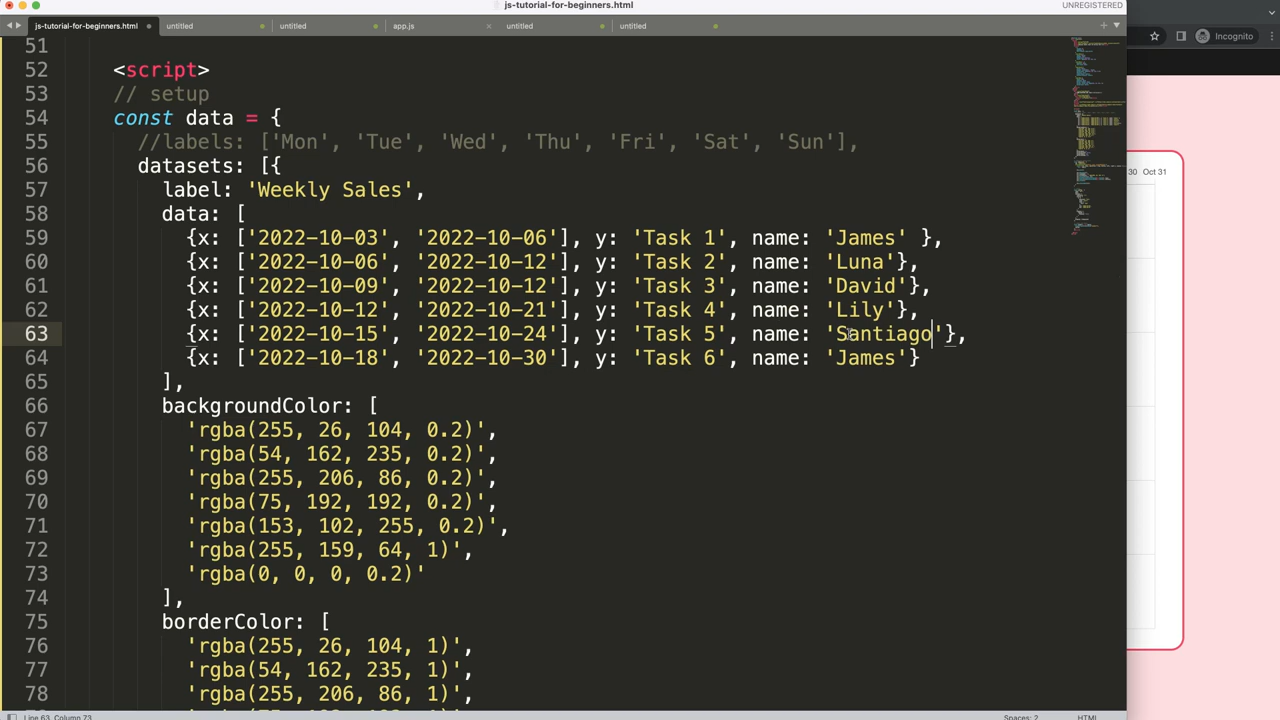 js-tutorial-for-beginners.html
UNREGISTERED
js-tutorial-for-beginners.html
untitled
untitled
app.js
untitled
untitled
Incognito
51
52 <script>
53 // setup
54 const data = {
55 //labels: ['Mon', 'Tue', 'Wed', 'Thu', 'Fri', 'Sat', 'Sun'],
56 datasets: [{
57 label: 'Weekly Sales',
58 data: [
59 {x: ['2022-10-03', '2022-10-06'], y: 'Task 1', name: 'James' },
60 {x: ['2022-10-06', '2022-10-12'], y: 'Task 2', name: 'Luna'},
61 {x: ['2022-10-09', '2022-10-12'], y: 'Task 3', name: 'David'},
62 {x: ['2022-10-12', '2022-10-21'], y: 'Task 4', name: 'Lily'},
63 {x: ['2022-10-15', '2022-10-24'], y: 'Task 5', name: 'Santiago'},
64 {x: ['2022-10-18', '2022-10-30'], y: 'Task 6', name: 'James'}
65 ],
66 backgroundColor: [
67 'rgba(255, 26, 104, 0.2)',
68 'rgba(54, 162, 235, 0.2)',
69 'rgba(255, 206, 86, 0.2)',
70 'rgba(75, 192, 192, 0.2)',
71 'rgba(153, 102, 255, 0.2)',
72 'rgba(255, 159, 64, 1)',
73 'rgba(0, 0, 0, 0.2)'
74 ],
75 borderColor: [
76 'rgba(255, 26, 104, 1)',
77 'rgba(54, 162, 235, 1)',
78 'rgba(255, 206, 86, 1)',
30 Oct 31
Line 63, Column 73
Spaces: 2
HTML